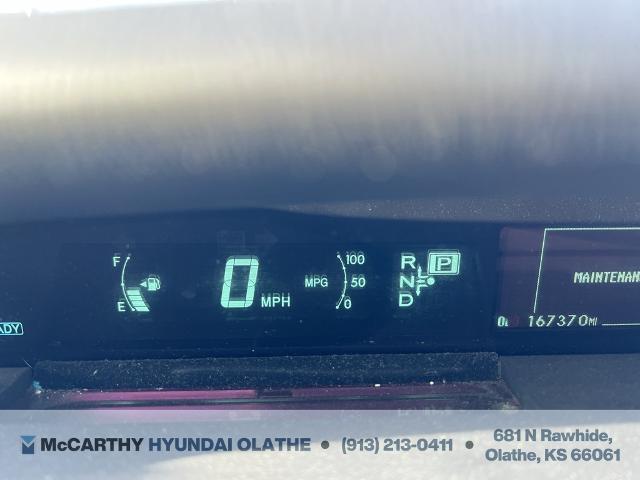 F
E
0 MPH
MPG
100
50
0
R
N
D
P
MAINTENAN
167370MI
ADY
McCARTHY HYUNDAI OLATHE • (913) 213-0411 • 681 N Rawhide,
Olathe, KS 66061